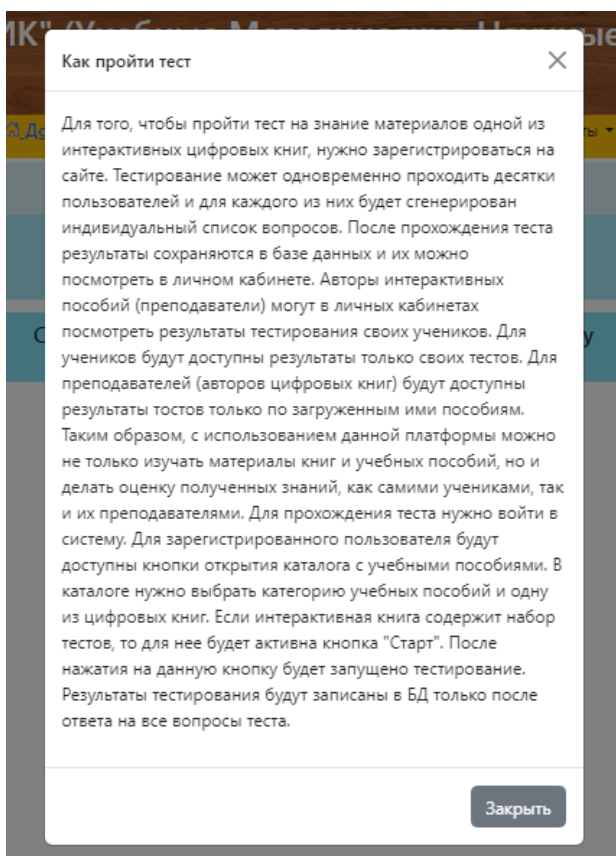 Как пройти тест
Для того, чтобы пройти тест на знание материалов одной из
интерактивных цифровых книг, нужно зарегистрироваться на
сайте. Тестирование может одновременно проходить десятки
пользователей и для каждого из них будет сгенерирован
индивидуальный список вопросов. После прохождения теста
результаты сохраняются в базе данных и их можно
посмотреть в личном кабинете. Авторы интерактивных
пособий (преподаватели) могут в личных кабинетах
посмотреть результаты тестирования своих учеников. Для
учеников будут доступны результаты только своих тестов. Для
преподавателей (авторов цифровых книг) будут доступны
результаты тостов только по загруженным ими пособиям.
Таким образом, с использованием данной платформы можно
не только изучать материалы книг и учебных пособий, но и
делать оценку полученных знаний, как самими учениками, так
и их преподавателями. Для прохождения теста нужно войти в
систему. Для зарегистрированного пользователя будут
доступны кнопки открытия каталога с учебными пособиями. В
каталоге нужно выбрать категорию учебных пособий и одну
из цифровых книг. Если интерактивная книга содержит набор
тестов, то для нее будет активна кнопка "Старт". После
нажатия на данную кнопку будет запущено тестирование.
Результаты тестирования будут записаны в БД только после
ответа на все вопросы теста.
Закрыть